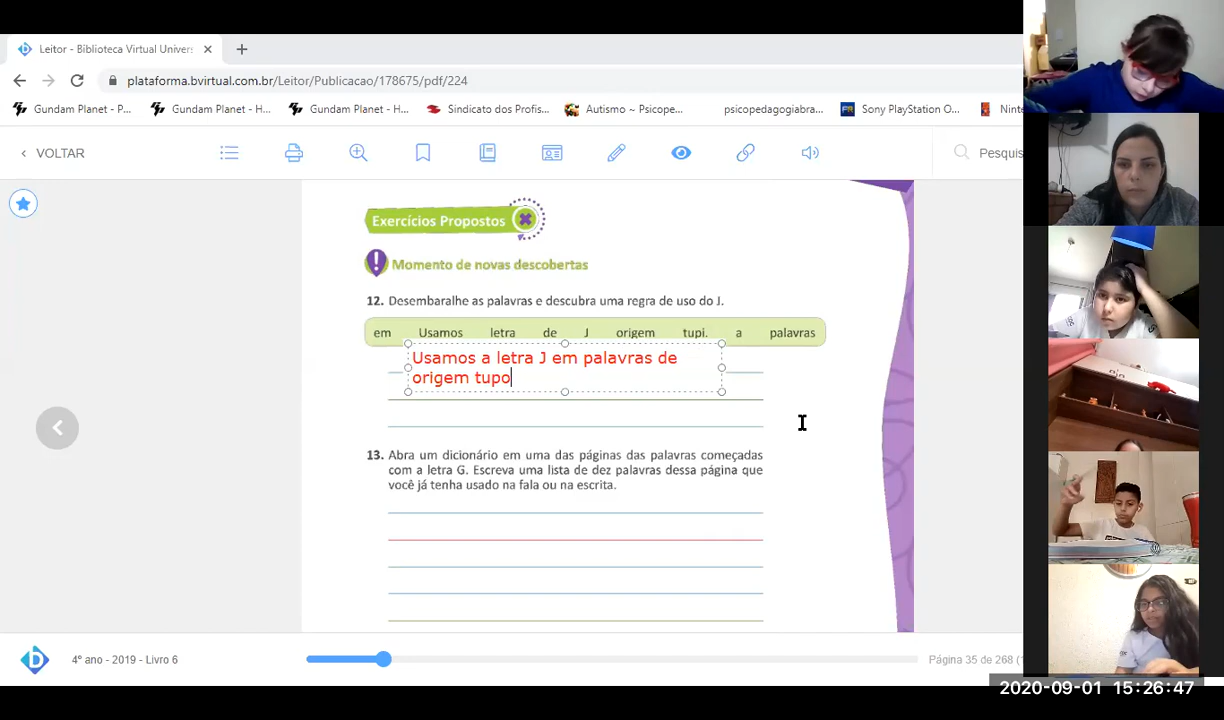 Leitor - Biblioteca Virtual Univers
plataforma.bvirtual.com.br/Leitor/Publicacao/178675/pdf/224
Gundam Planet - P...
Gundam Planet - H...
Gundam Planet - H...
Sindicato dos Profis...
Autismo ~ Psicope...
psicopedagogiabra...
Sony PlayStation O...
Ninte
VOLTAR
Pesquis
Exercícios Propostos
Momento de novas descobertas
12. Desembaralhe as palavras e descubra uma regra de uso do J.
em Usamos letra de J origem tupi. a palavras
Usamos a letra J em palavras de
origem tupo
13. Abra um dicionário em uma das páginas das palavras começadas
com a letra G. Escreva uma lista de dez palavras dessa página que
você já tenha usado na fala ou na escrita.
4º ano - 2019 - Livro 6
Página 35 de 268 (1
2020-09-01 15:26:47